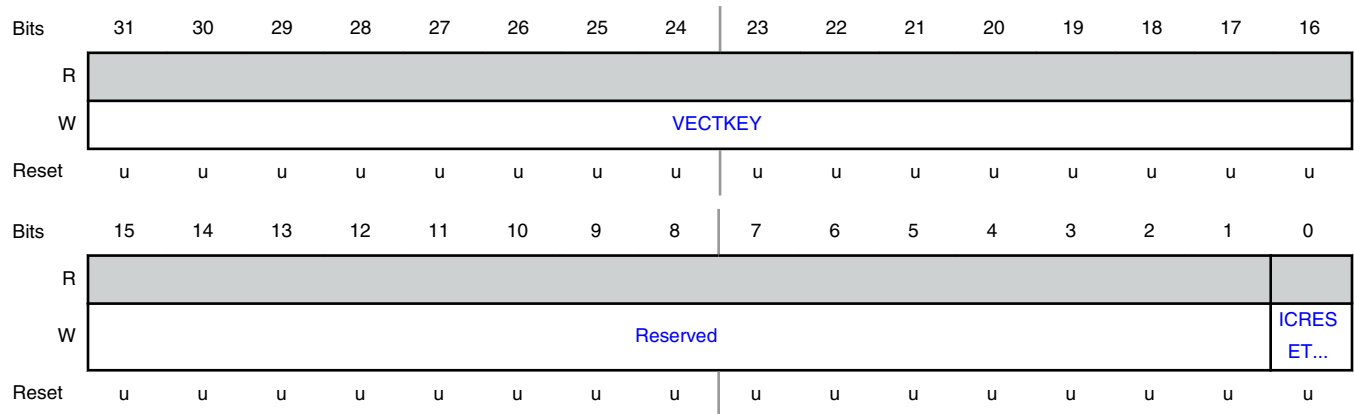 Bits 31 30 29 28 27 26 25 24 23 22 21 20 19 18 17 16
R
W VECTKEY
Reset u u u u u u u u u u u u u u u u
Bits 15 14 13 12 11 10 9 8 7 6 5 4 3 2 1 0
R
W Reserved ICRES
ET...
Reset u u u u u u u u u u u u u u u u